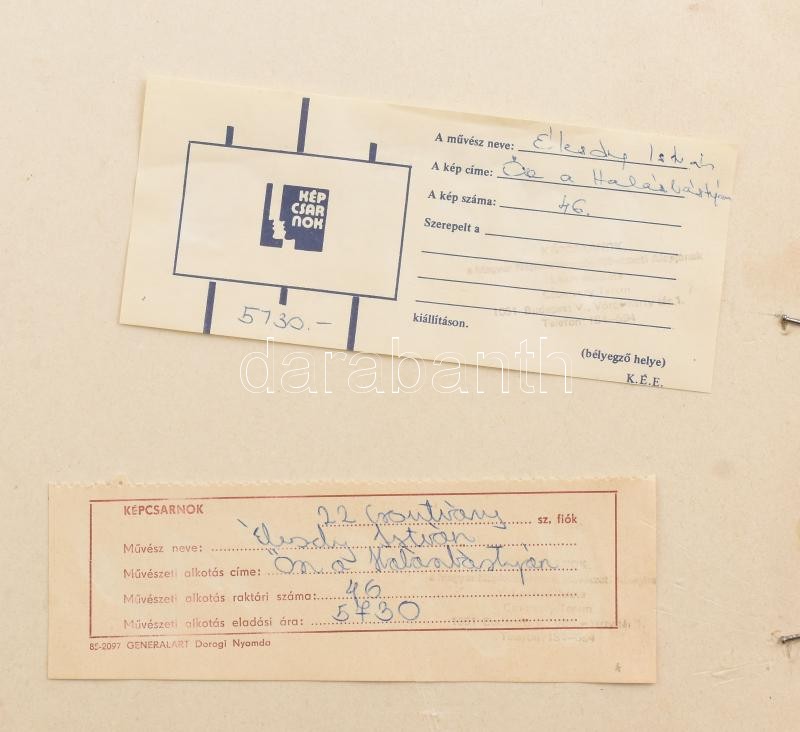 KÉP
CSAR
NOK
5730.-
A művész neve: Élesdy István
A kép címe: Ősz a Halászbástyán
A kép száma: 46.
Szerepelt a
kiállításon.
(bélyegző helye)
K.É.E.
darabanth
KÉPCSARNOK
22 Csontváry sz. fiók
Művész neve: Élesdy István
Művészeti alkotás címe: Ősz a Halászbástyán
Művészeti alkotás raktári száma: 46
Művészeti alkotás eladási ára: 5730
85-2097 GENERALART Dorogi Nyomda